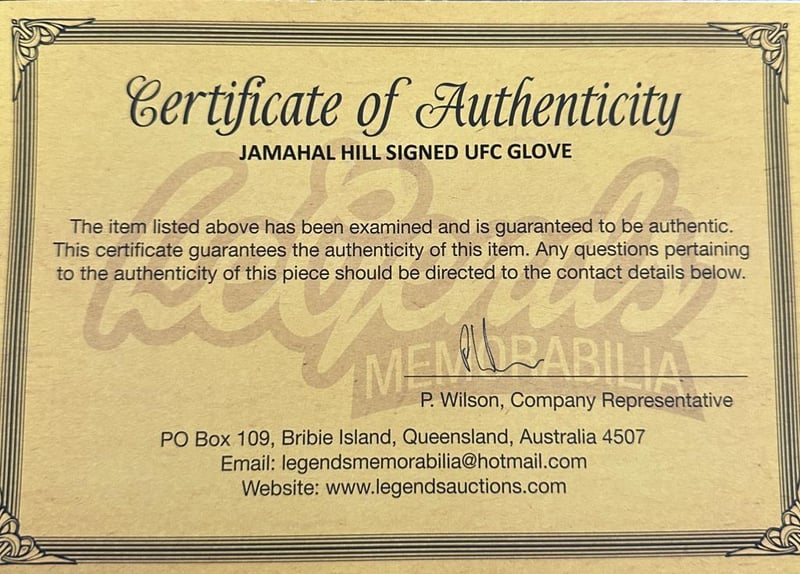 Certificate of Authenticity
JAMAHAL HILL SIGNED UFC GLOVE
The item listed above has been examined and is guaranteed to be authentic.
This certificate guarantees the authenticity of this item. Any questions pertaining
to the authenticity of this piece should be directed to the contact details below.
Legends
MEMORABILIA
P. Wilson, Company Representative
PO Box 109, Bribie Island, Queensland, Australia 4507
Email: legendsmemorabilia@hotmail.com
Website: www.legendsauctions.com